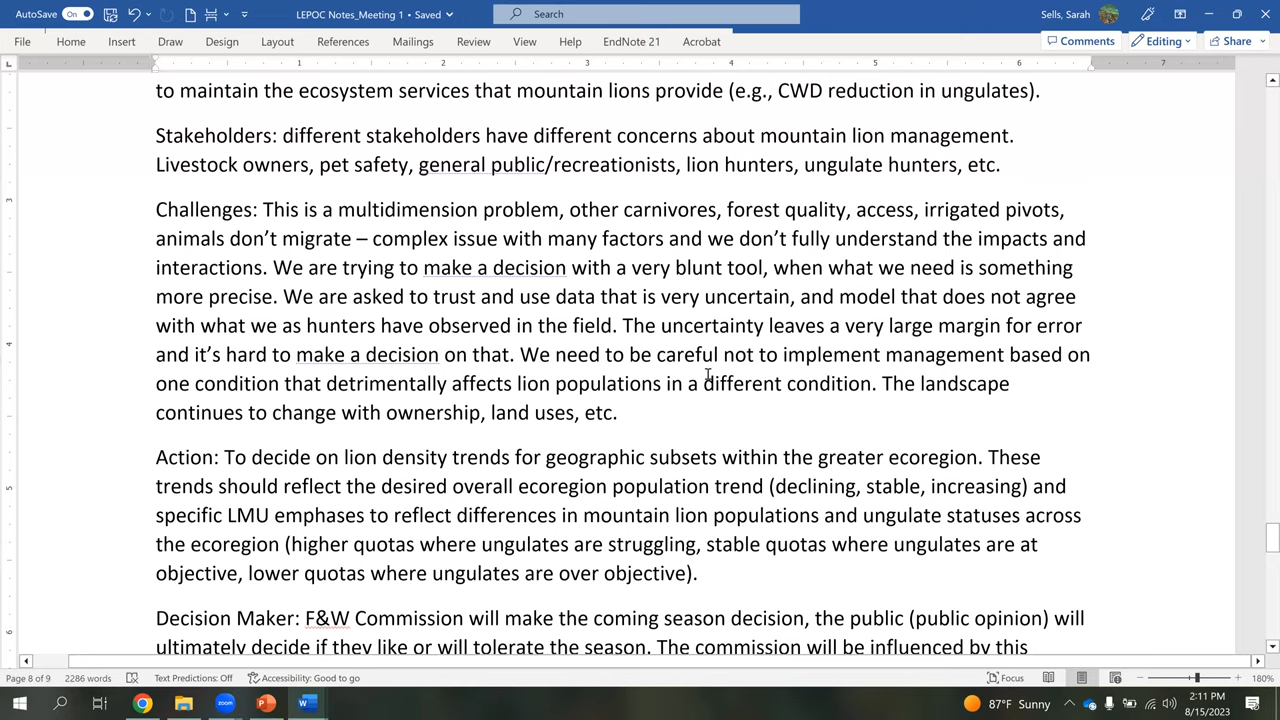 AutoSave On LEPOC Notes_Meeting 1 • Saved Search Sells, Sarah
File Home Insert Draw Design Layout References Mailings Review View Help EndNote 21 Acrobat Comments Editing Share
1 2 3 4 5 6 7
to maintain the ecosystem services that mountain lions provide (e.g., CWD reduction in ungulates).
Stakeholders: different stakeholders have different concerns about mountain lion management.
Livestock owners, pet safety, general public/recreationists, lion hunters, ungulate hunters, etc.
3
Challenges: This is a multidimension problem, other carnivores, forest quality, access, irrigated pivots,
animals don’t migrate – complex issue with many factors and we don’t fully understand the impacts and
interactions. We are trying to make a decision with a very blunt tool, when what we need is something
more precise. We are asked to trust and use data that is very uncertain, and model that does not agree
with what we as hunters have observed in the field. The uncertainty leaves a very large margin for error
4
and it’s hard to make a decision on that. We need to be careful not to implement management based on
one condition that detrimentally affects lion populations in a different condition. The landscape
continues to change with ownership, land uses, etc.
Action: To decide on lion density trends for geographic subsets within the greater ecoregion. These
5
trends should reflect the desired overall ecoregion population trend (declining, stable, increasing) and
specific LMU emphases to reflect differences in mountain lion populations and ungulate statuses across
the ecoregion (higher quotas where ungulates are struggling, stable quotas where ungulates are at
objective, lower quotas where ungulates are over objective).
Decision Maker: F&W Commission will make the coming season decision, the public (public opinion) will
6
ultimately decide if they like or will tolerate the season. The commission will be influenced by this
Page 8 of 9 2286 words Text Predictions: Off Accessibility: Good to go Focus 180%
zoom 87°F Sunny 2:11 PM
8/15/2023